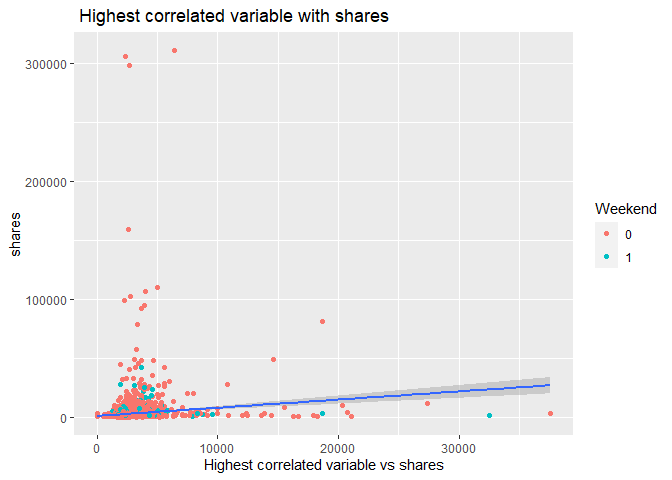 Highest correlated variable with shares
300000
200000
100000
0
shares
0
10000
20000
30000
Highest correlated variable vs shares
Weekend
0
1